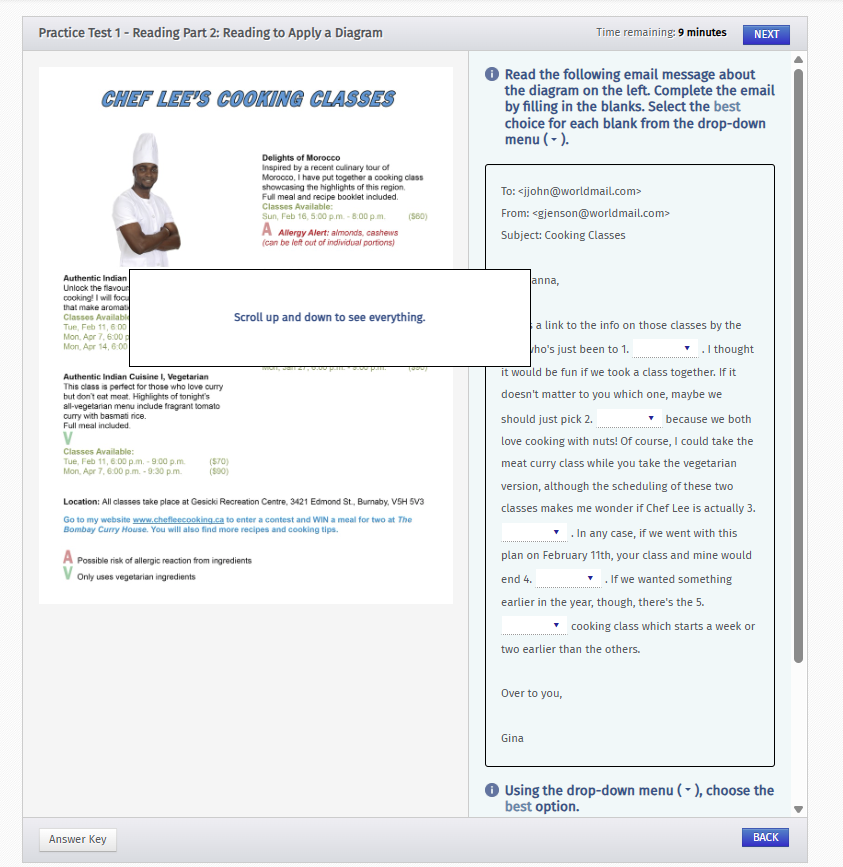 Practice Test 1 - Reading Part 2: Reading to Apply a Diagram
Time remaining: 9 minutes
NEXT
CHEF LEE'S COOKING CLASSES
Delights of Morocco
Inspired by a recent culinary tour of
Morocco, I have put together a cooking class
showcasing the highlights of this region.
Full meal and recipe booklet included.
Classes Available:
Sun, Feb 16, 5:00 p.m. - 8:00 p.m. ($60)
A Allergy Alert: almonds, cashews
(can be left out of individual portions)
Authentic Indian
Unlock the flavour
cooking! I will focu
that make aromati
Classes Available
Tue, Feb 11, 6:00
Mon, Apr 7, 6:00 p
Mon, Apr 14, 6:00
Scroll up and down to see everything.
Authentic Indian Cuisine I, Vegetarian
This class is perfect for those who love curry
but don't eat meat. Highlights of tonight's
all-vegetarian menu include fragrant tomato
curry with basmati rice.
Full meal included.
V
Classes Available:
Tue, Feb 11, 6:00 p.m. - 9:00 p.m. ($70)
Mon, Apr 7, 6:00 p.m. - 9:30 p.m. ($90)
Location: All classes take place at Gesicki Recreation Centre, 3421 Edmond St., Burnaby, V5H 5V3
Go to my website www.chefleecooking.ca to enter a contest and WIN a meal for two at The
Bombay Curry House. You will also find more recipes and cooking tips.
A Possible risk of allergic reaction from ingredients
V Only uses vegetarian ingredients
Read the following email message about
the diagram on the left. Complete the email
by filling in the blanks. Select the best
choice for each blank from the drop-down
menu ( ).
To: <jjohn@worldmail.com>
From: <gjenson@worldmail.com>
Subject: Cooking Classes
anna,
s a link to the info on those classes by the
who's just been to 1. . I thought
it would be fun if we took a class together. If it
doesn't matter to you which one, maybe we
should just pick 2. because we both
love cooking with nuts! Of course, I could take the
meat curry class while you take the vegetarian
version, although the scheduling of these two
classes makes me wonder if Chef Lee is actually 3.
. In any case, if we went with this
plan on February 11th, your class and mine would
end 4. . If we wanted something
earlier in the year, though, there's the 5.
cooking class which starts a week or
two earlier than the others.
Over to you,
Gina
Using the drop-down menu ( ), choose the
best option.
Answer Key
BACK